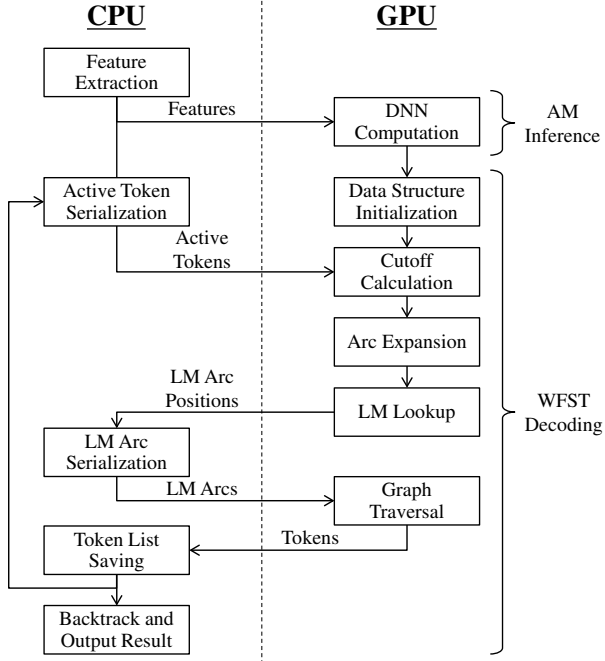 CPU
GPU
Feature
Extraction
Features
DNN
Computation
AM
Inference
Active Token
Serialization
Data Structure
Initialization
Active
Tokens
Cutoff
Calculation
Arc Expansion
LM Arc
Positions
LM Lookup
WFST
Decoding
LM Arc
Serialization
LM Arcs
Graph
Traversal
Tokens
Token List
Saving
Backtrack and
Output Result